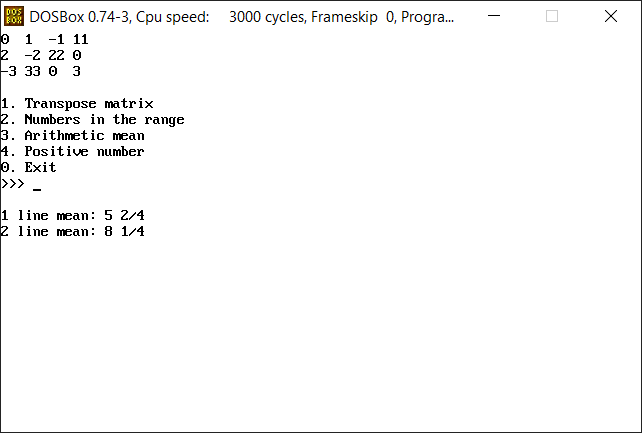 DOS
BOX
DOSBox 0.74-3, Cpu speed: 3000 cycles, Frameskip 0, Progra...
0 1 -1 11
2 -2 22 0
-3 33 0 3
1. Transpose matrix
2. Numbers in the range
3. Arithmetic mean
4. Positive number
0. Exit
>>> _
1 line mean: 5 2/4
2 line mean: 8 1/4